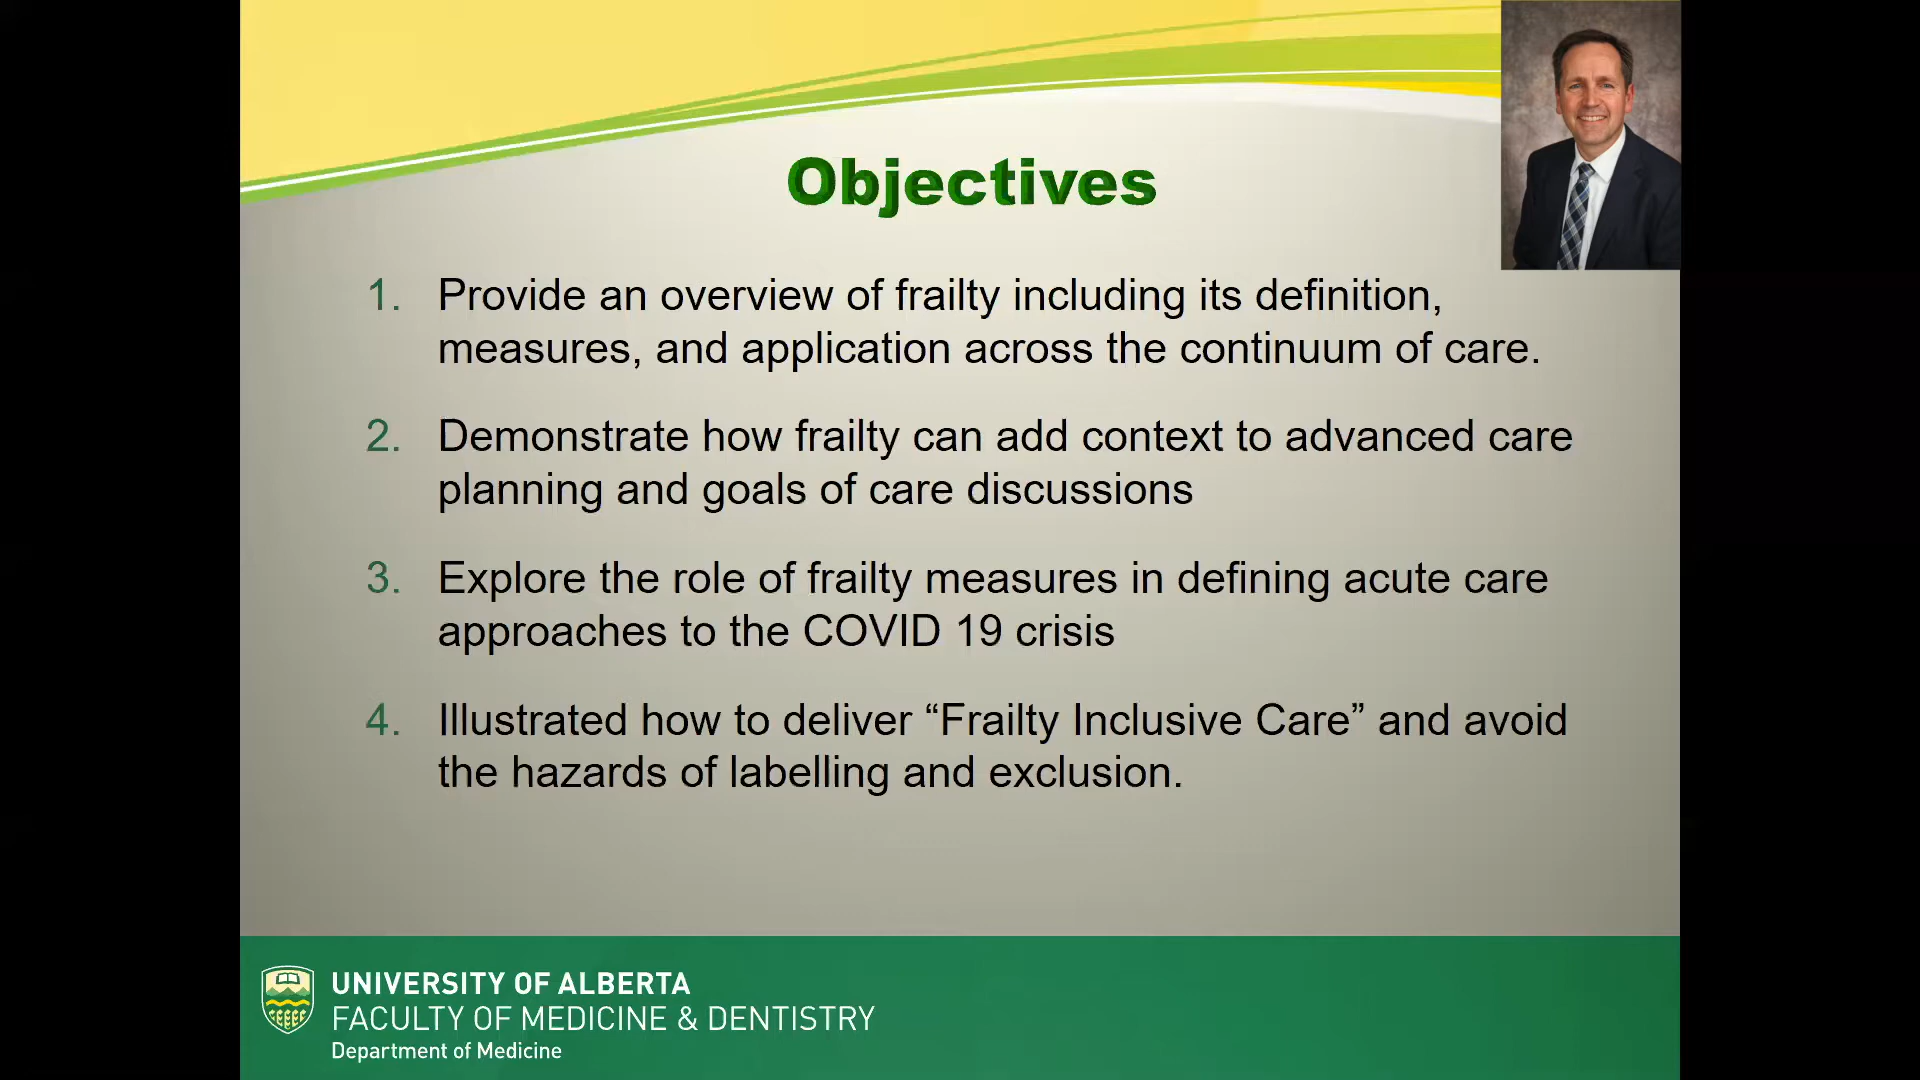 Objectives
1. Provide an overview of frailty including its definition,
measures, and application across the continuum of care.
2. Demonstrate how frailty can add context to advanced care
planning and goals of care discussions
3. Explore the role of frailty measures in defining acute care
approaches to the COVID 19 crisis
4. Illustrated how to deliver “Frailty Inclusive Care” and avoid
the hazards of labelling and exclusion.
UNIVERSITY OF ALBERTA
FACULTY OF MEDICINE & DENTISTRY
Department of Medicine